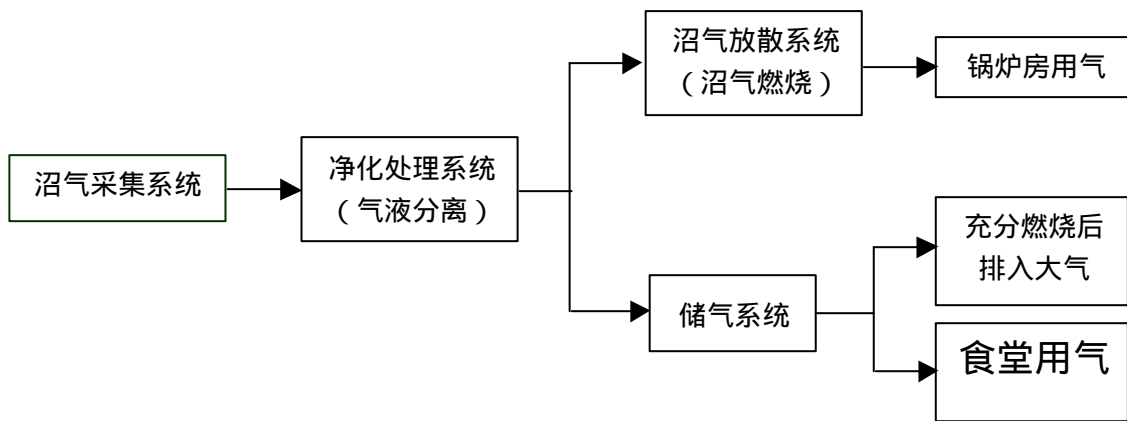 沼气放散系统
（沼气燃烧）
锅炉房用气
沼气采集系统
净化处理系统
（气液分离）
充分燃烧后
排入大气
储气系统
食堂用气